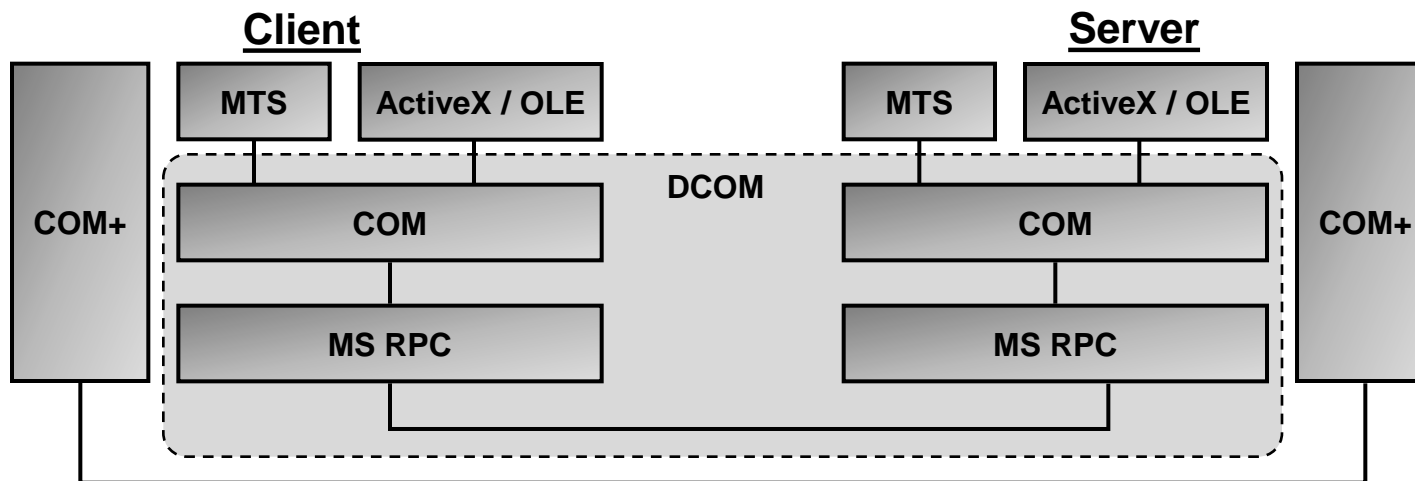 Client
Server
MTS
ActiveX / OLE
MTS
ActiveX / OLE
DCOM
COM+
COM
COM
COM+
MS RPC
MS RPC